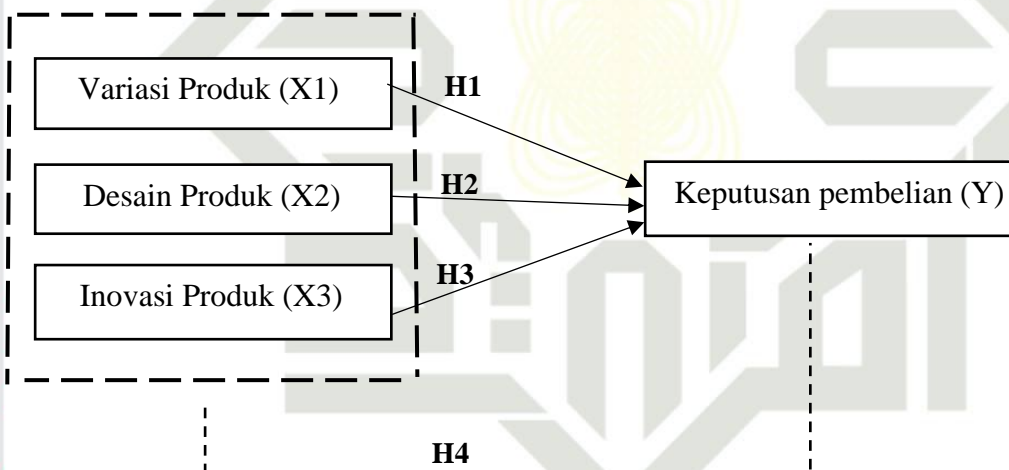 Variasi Produk (X1)
H1
Desain Produk (X2)
H2
Keputusan pembelian (Y)
Inovasi Produk (X3)
H3
H4